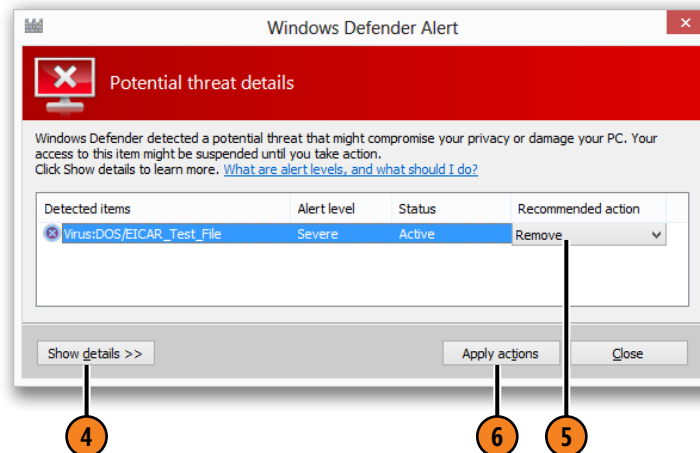 Windows Defender Alert
Potential threat details
Windows Defender detected a potential threat that might compromise your privacy or damage your PC. Your
access to this item might be suspended until you take action.
Click Show details to learn more. What are alert levels, and what should I do?
Detected items Alert level Status Recommended action
Virus:DOS/EICAR_Test_File Severe Active Remove
Show details >> Apply actions Close
4 6 5